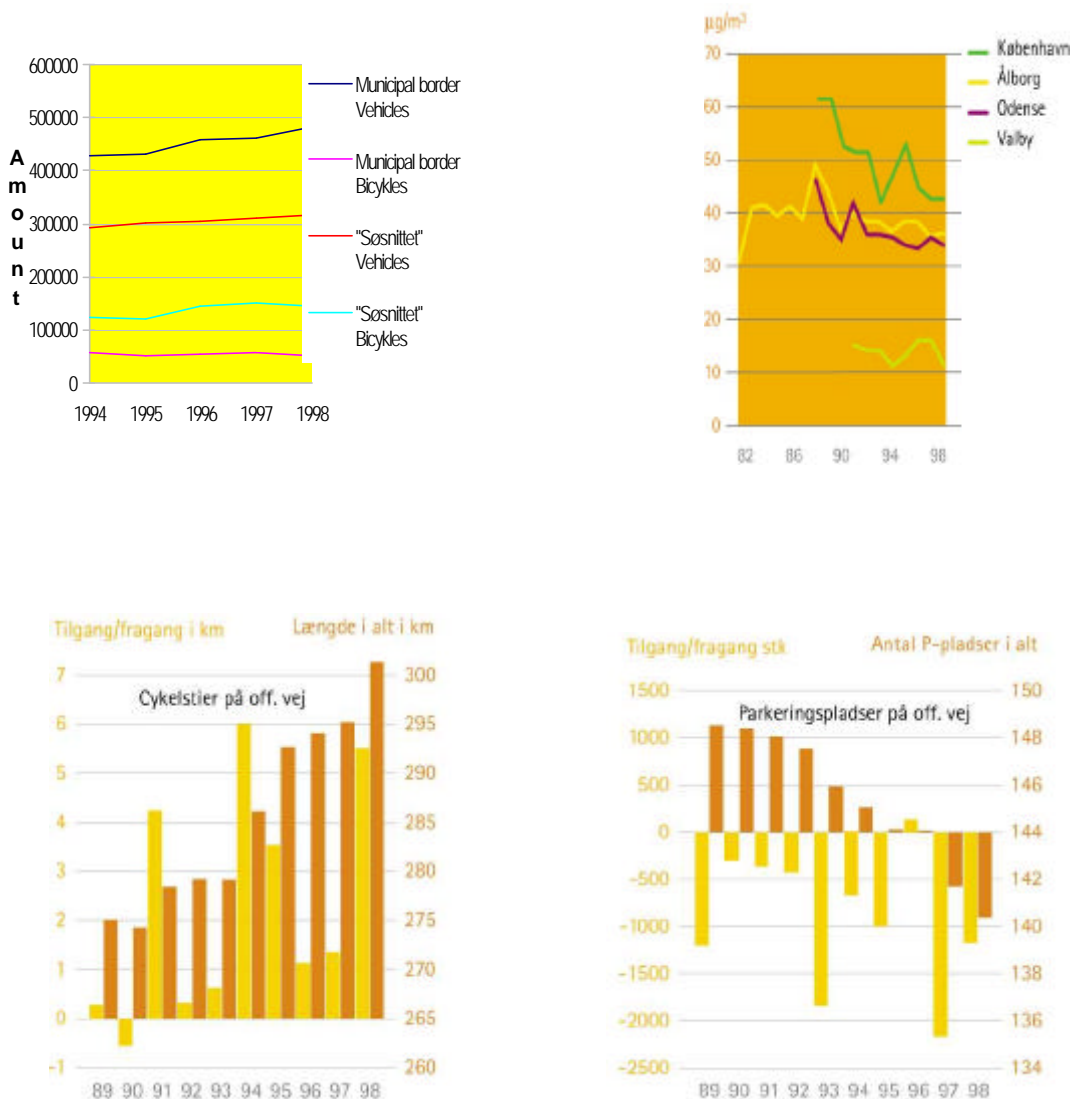 600000
500000
400000
300000
200000
100000
0
Amount
1994 1995 1996 1997 1998
Municipal border
Vehicles
Municipal border
Bicykles
"Søsnittet"
Vehicles
"Søsnittet"
Bicykles
µg/m³
70
60
50
40
30
20
10
0
82 86 90 94 98
København
Ålborg
Odense
Valby
Tilgang/fragang i km
Længde i alt i km
Cykelstier på off. vej
7
6
5
4
3
2
1
0
-1
300
295
290
285
280
275
270
265
260
89 90 91 92 93 94 95 96 97 98
Tilgang/fragang stk
Antal P-pladser i alt
Parkeringspladser på off. vej
1500
1000
500
0
-500
-1000
-1500
-2000
-2500
150
148
146
144
142
140
138
136
134
89 90 91 92 93 94 95 96 97 98